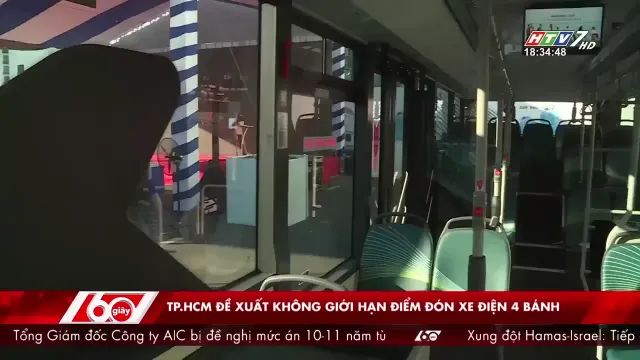 HTV7 HD
18:34:48
60 giây
TP.HCM ĐỀ XUẤT KHÔNG GIỚI HẠN ĐIỂM ĐÓN XE ĐIỆN 4 BÁNH
Tổng Giám đốc Công ty AIC bị đề nghị mức án 10-11 năm tù 60 Xung đột Hamas-Israel: Tiếp